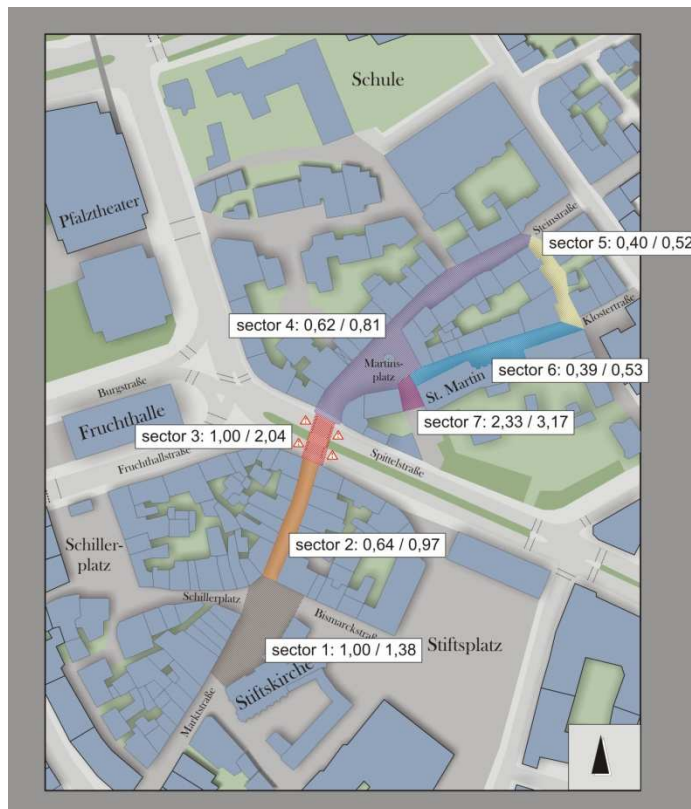 Schule
Pfalztheater
Steinstraße
sector 5: 0,40 / 0,52
Klosterstraße
sector 4: 0,62 / 0,81
Martins-
platz
St. Martin
sector 6: 0,39 / 0,53
Burgstraße
Fruchthalle
sector 7: 2,33 / 3,17
sector 3: 1,00 / 2,04
Fruchthallstraße
Spittelstraße
Schiller-
platz
sector 2: 0,64 / 0,97
Schillerplatz
Bismarckstraße
Stiftsplatz
sector 1: 1,00 / 1,38
Stiftskirche
Marktstraße